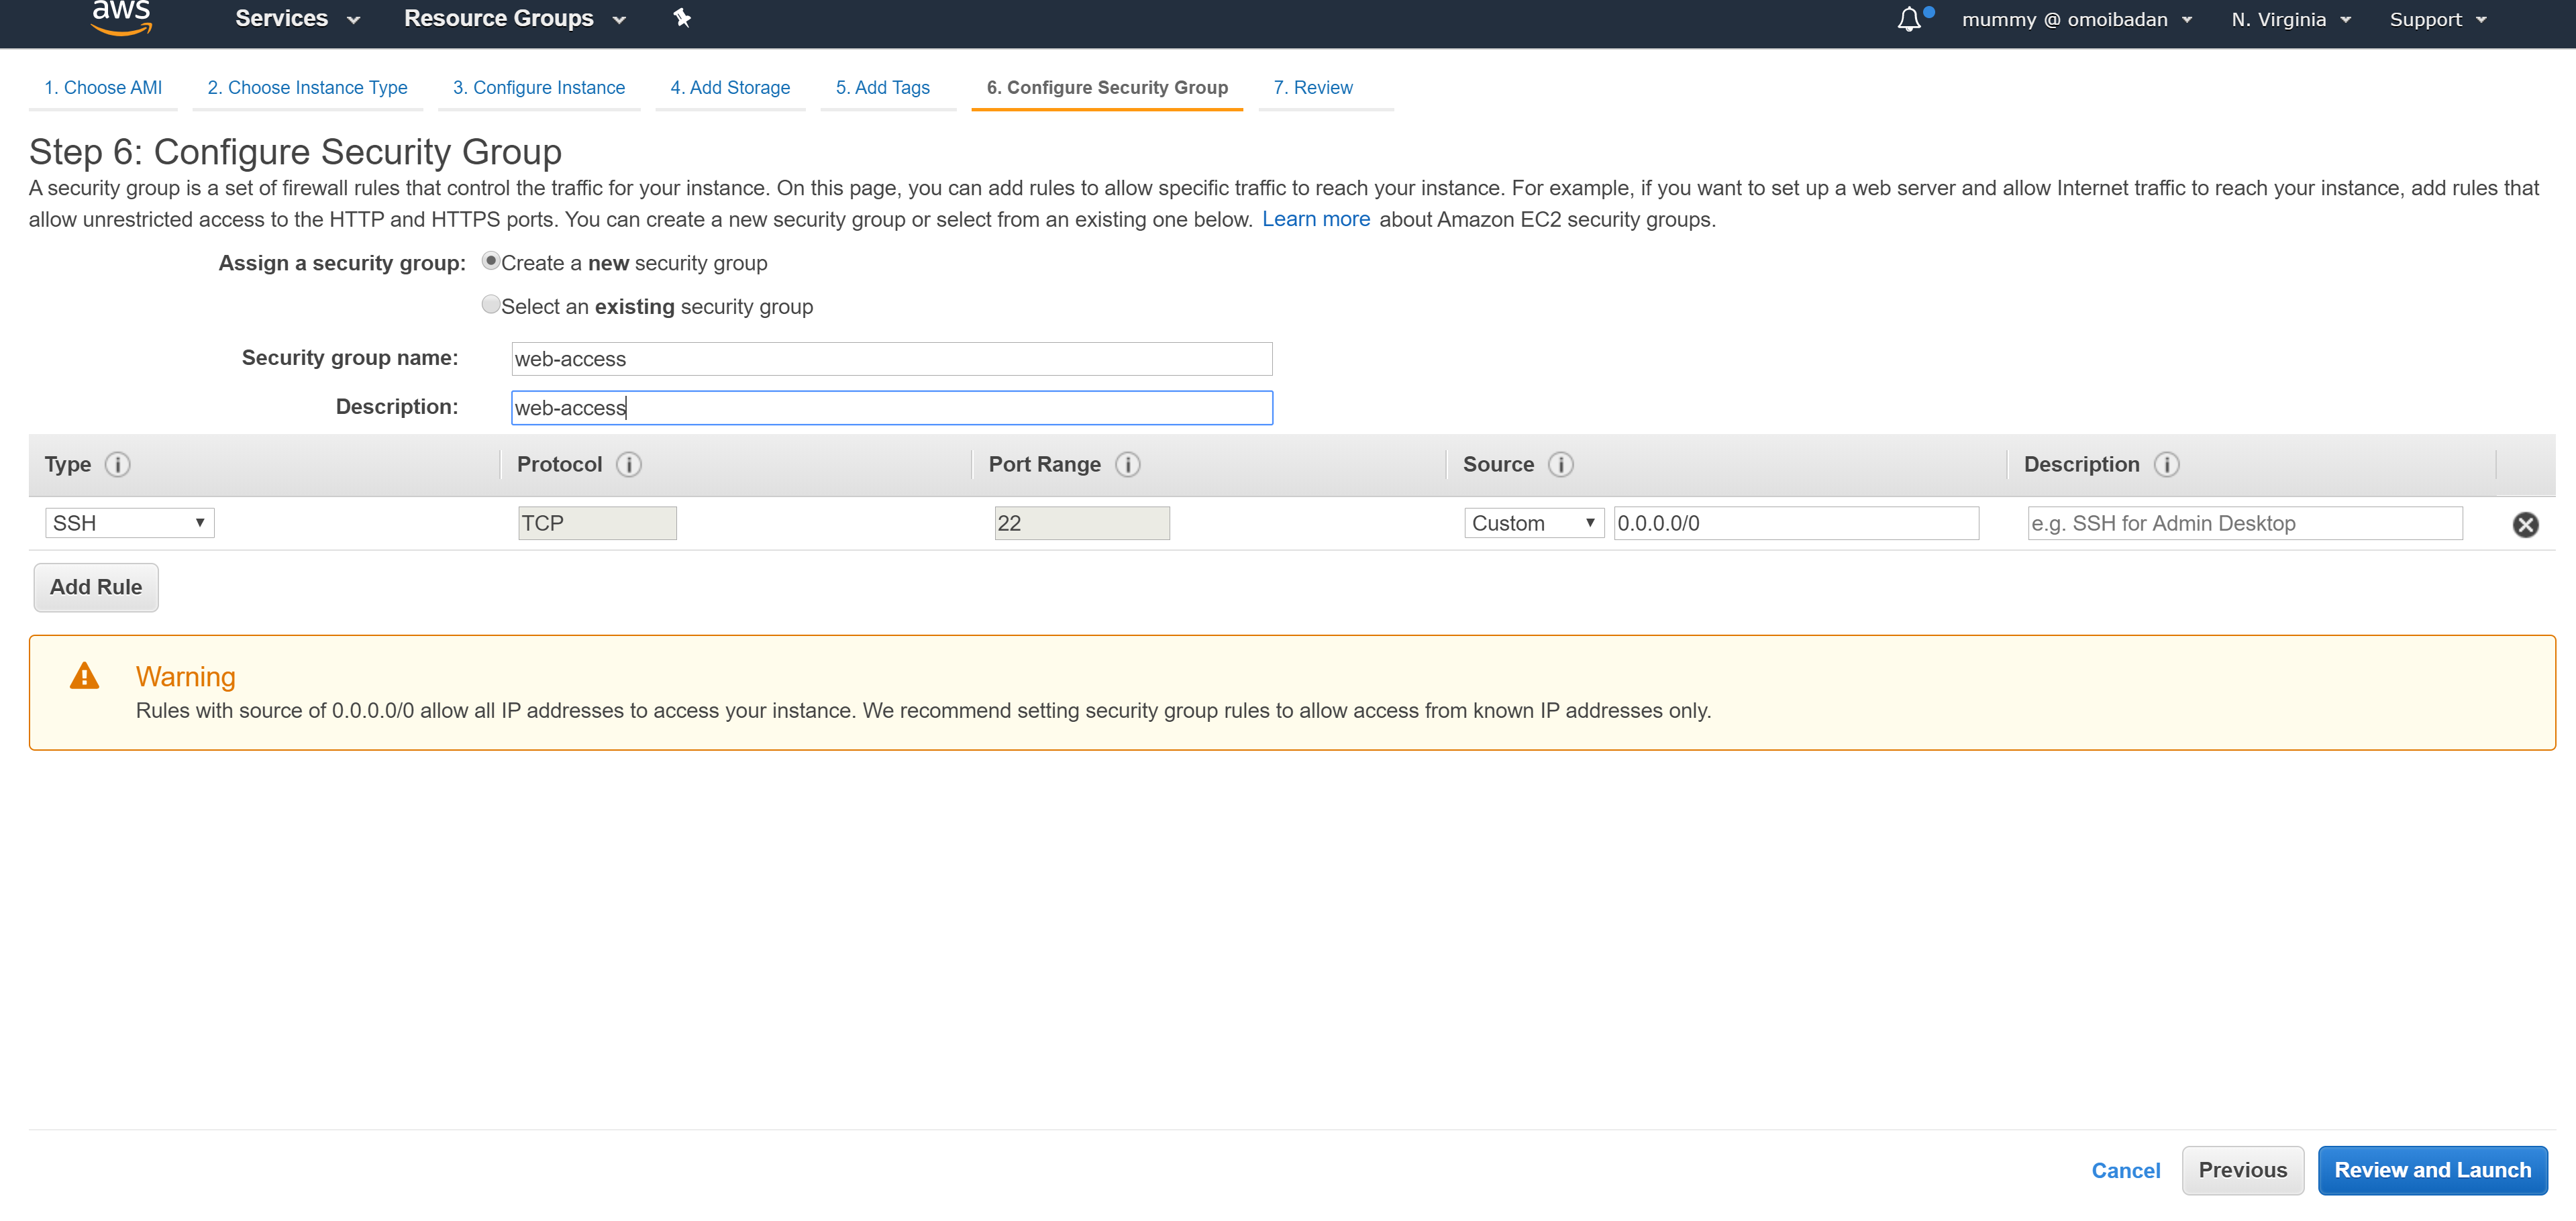 aws Services Resource Groups mummy @ omoibadan N. Virginia Support
1. Choose AMI 2. Choose Instance Type 3. Configure Instance 4. Add Storage 5. Add Tags 6. Configure Security Group 7. Review
Step 6: Configure Security Group
A security group is a set of firewall rules that control the traffic for your instance. On this page, you can add rules to allow specific traffic to reach your instance. For example, if you want to set up a web server and allow Internet traffic to reach your instance, add rules that
allow unrestricted access to the HTTP and HTTPS ports. You can create a new security group or select from an existing one below. Learn more about Amazon EC2 security groups.
Assign a security group: Create a new security group
Select an existing security group
Security group name: web-access
Description: web-access
Type Protocol Port Range Source Description
SSH TCP 22 Custom 0.0.0.0/0 e.g. SSH for Admin Desktop
Add Rule
Warning
Rules with source of 0.0.0.0/0 allow all IP addresses to access your instance. We recommend setting security group rules to allow access from known IP addresses only.
Cancel Previous Review and Launch